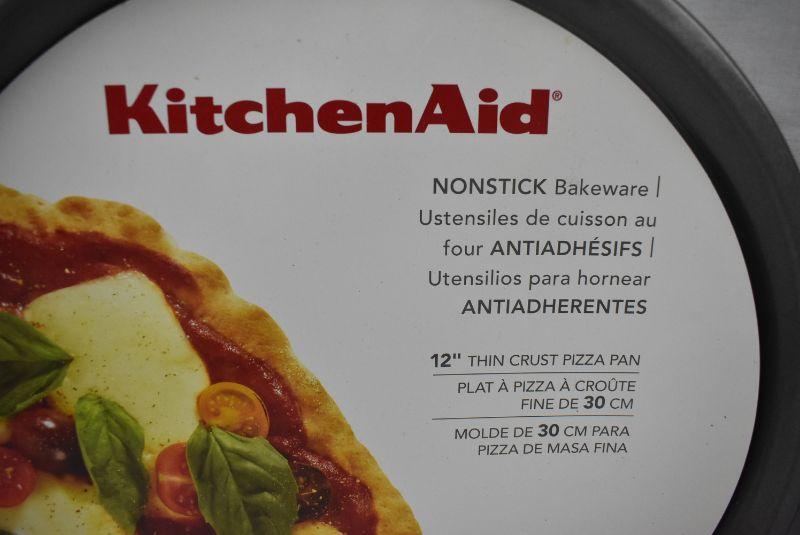 KitchenAid®
NONSTICK Bakeware |
Ustensiles de cuisson au
four ANTIADHÉSIFS |
Utensilios para hornear
ANTIADHERENTES
12" THIN CRUST PIZZA PAN
PLAT À PIZZA À CROÛTE
FINE DE 30 CM
MOLDE DE 30 CM PARA
PIZZA DE MASA FINA